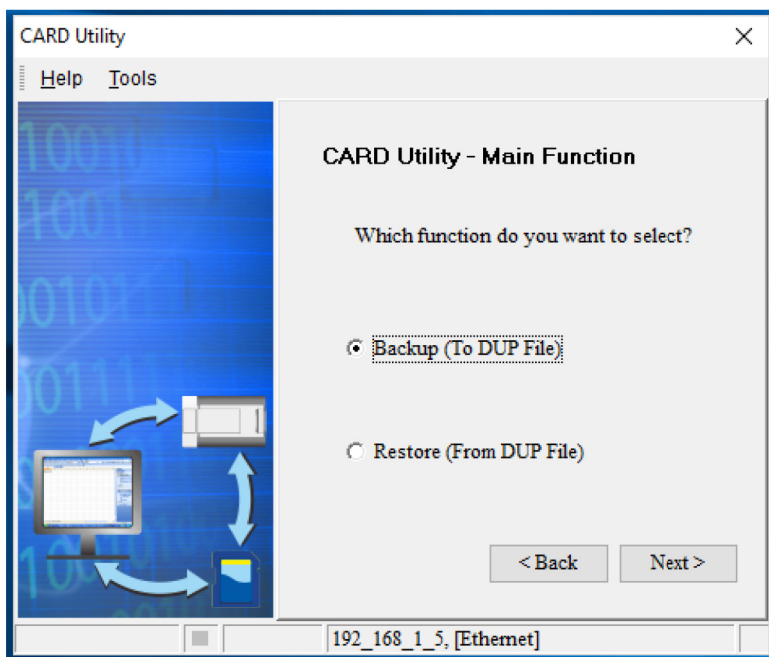 CARD Utility
Help Tools
CARD Utility - Main Function
Which function do you want to select?
Backup (To DUP File)
Restore (From DUP File)
< Back Next >
192_168_1_5, [Ethernet]